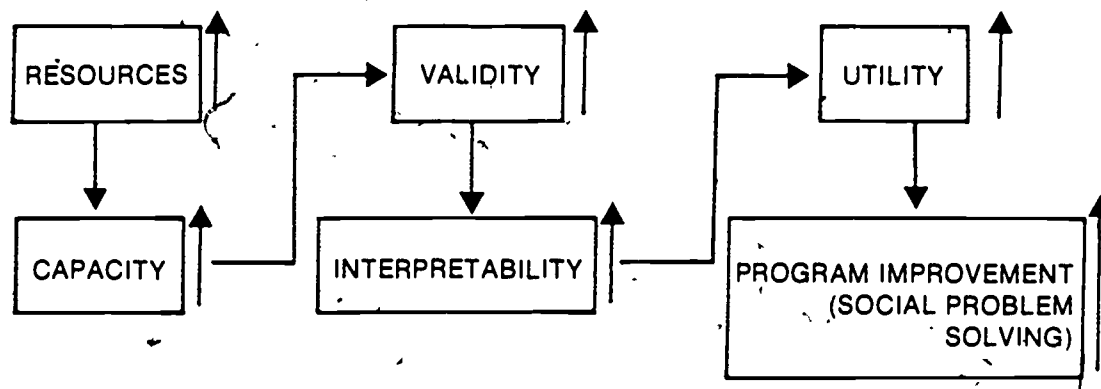 RESOURCES
CAPACITY
VALIDITY
INTERPRETABILITY
UTILITY
PROGRAM IMPROVEMENT
(SOCIAL PROBLEM
SOLVING)